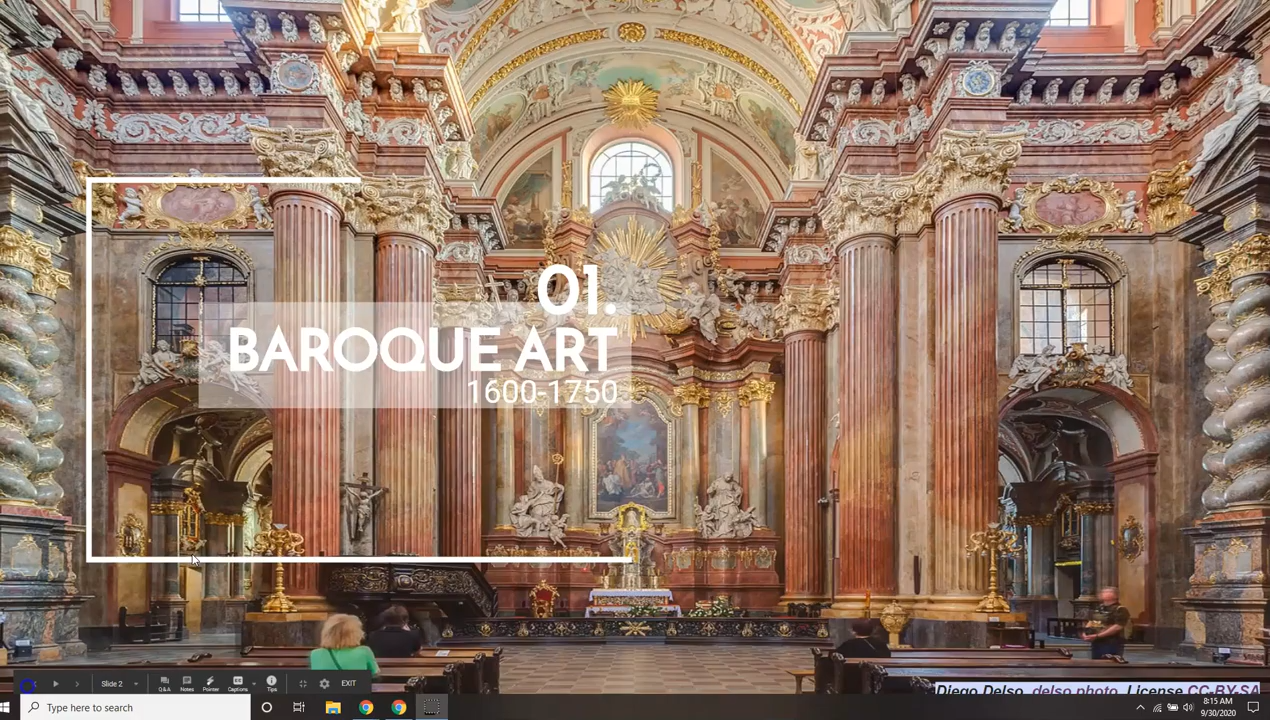 01.
BAROQUE ART
1600-1750
Slide 2
Q&A
Notes
Pointer
Captions
Tips
EXIT
Diego Delso, delso.photo, License CC-BY-SA
Type here to search
8:15 AM
9/30/2020